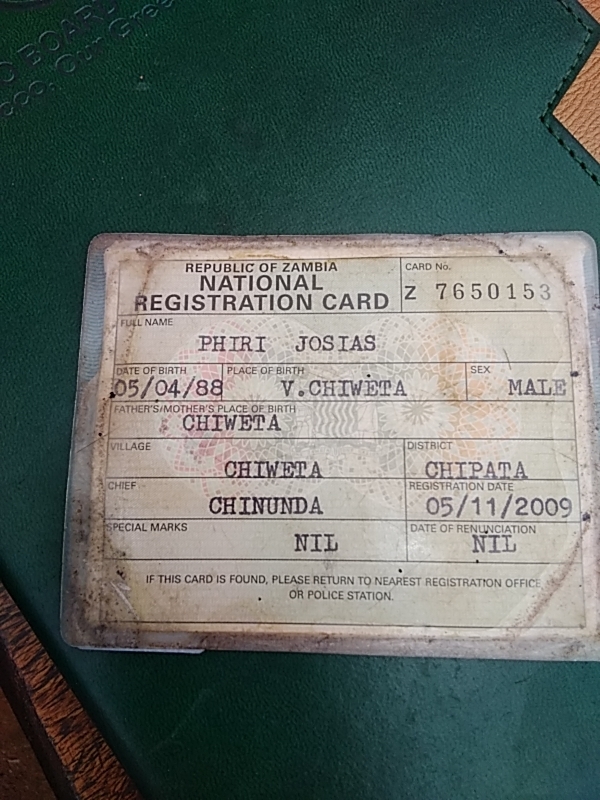 O BOARD
REPUBLIC OF ZAMBIA
NATIONAL
REGISTRATION CARD
CARD No.
Z 7650153
FULL NAME
PHIRI JOSIAS
DATE OF BIRTH
05/04/88
PLACE OF BIRTH
V.CHIWETA
SEX
MALE
FATHER'S/MOTHER'S PLACE OF BIRTH
CHIWETA
VILLAGE
CHIWETA
DISTRICT
CHIPATA
CHIEF
CHINUNDA
REGISTRATION DATE
05/11/2009
SPECIAL MARKS
NIL
DATE OF RENUNCIATION
NIL
IF THIS CARD IS FOUND, PLEASE RETURN TO NEAREST REGISTRATION OFFICE
OR POLICE STATION.